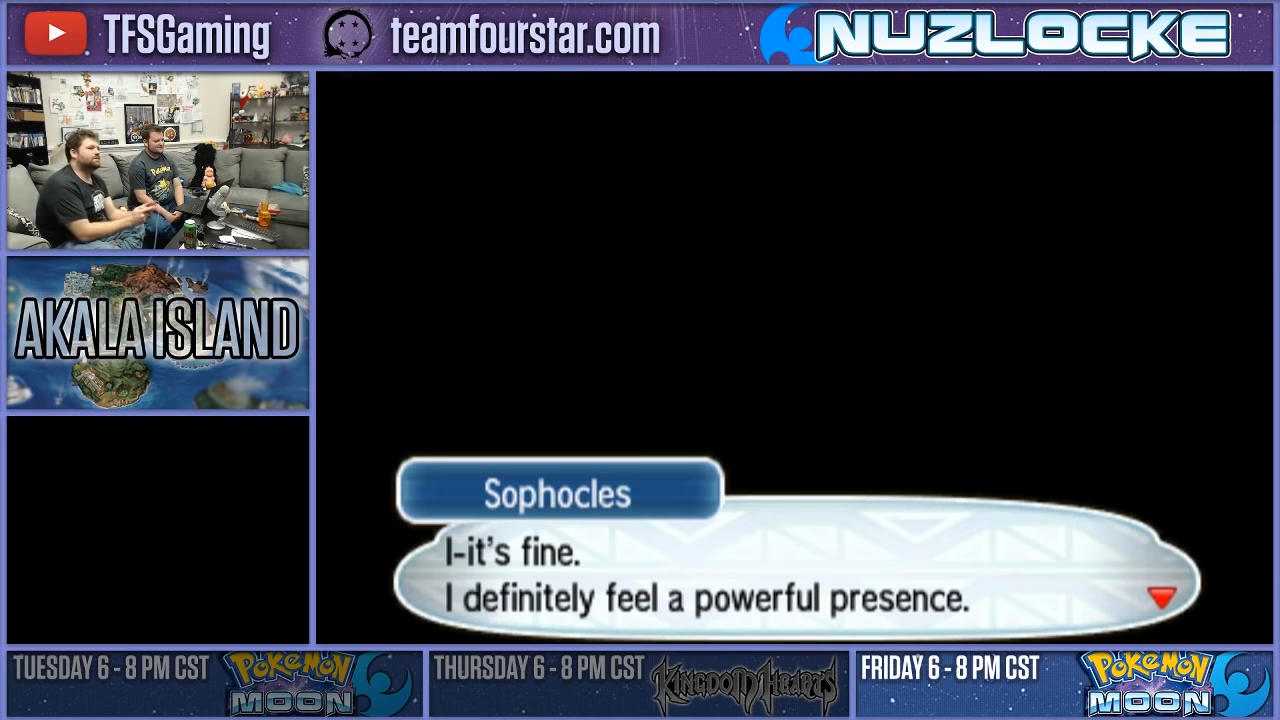 TFSGaming
teamfourstar.com
NUZLOCKE
AKALA ISLAND
Sophocles
I-it's fine.
I definitely feel a powerful presence.
TUESDAY 6 - 8 PM CST
POKéMON
MOON
THURSDAY 6 - 8 PM CST
KINGDOM HEARTS
FRIDAY 6 - 8 PM CST
POKéMON
MOON